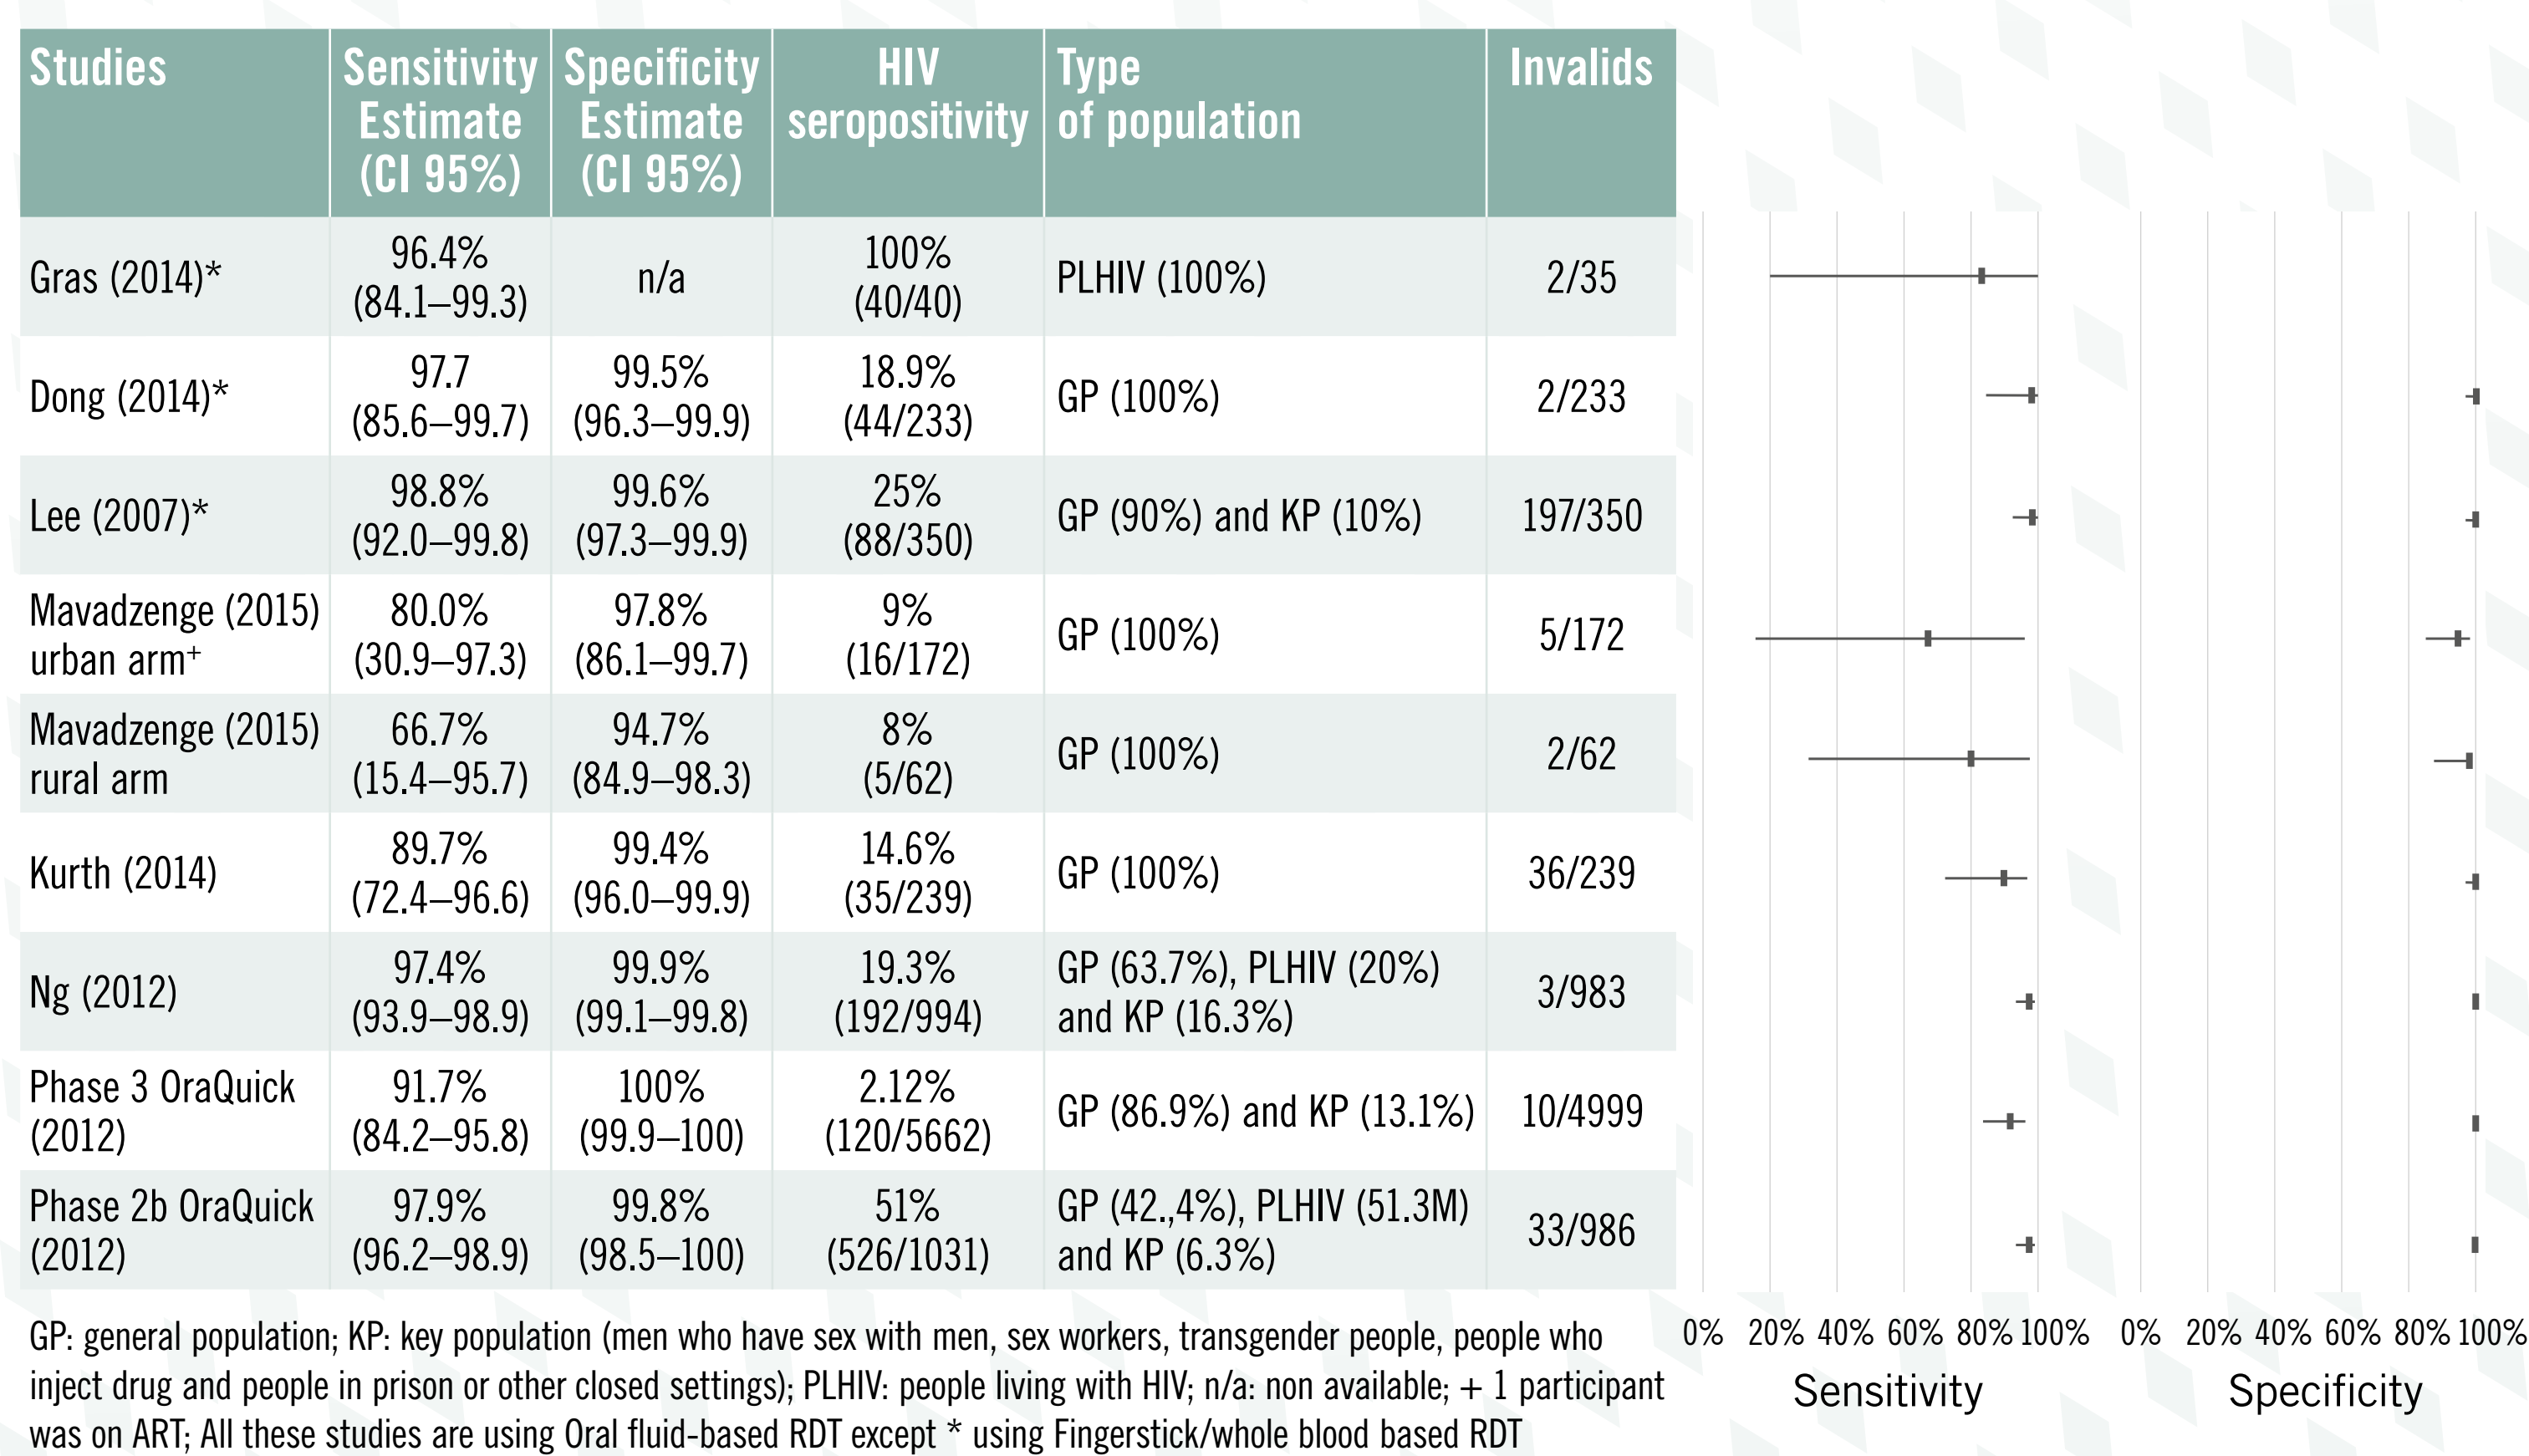 Studies
Sensitivity
Estimate
(CI 95%)
Specificity
Estimate
(CI 95%)
HIV
seropositivity
Type
of population
Invalids
Gras (2014)*
96.4%
(84.1–99.3)
n/a
100%
(40/40)
PLHIV (100%)
2/35
Dong (2014)*
97.7
(85.6–99.7)
99.5%
(96.3–99.9)
18.9%
(44/233)
GP (100%)
2/233
Lee (2007)*
98.8%
(92.0–99.8)
99.6%
(97.3–99.9)
25%
(88/350)
GP (90%) and KP (10%)
197/350
Mavadzenge (2015)
urban arm+
80.0%
(30.9–97.3)
97.8%
(86.1–99.7)
9%
(16/172)
GP (100%)
5/172
Mavadzenge (2015)
rural arm
66.7%
(15.4–95.7)
94.7%
(84.9–98.3)
8%
(5/62)
GP (100%)
2/62
Kurth (2014)
89.7%
(72.4–96.6)
99.4%
(96.0–99.9)
14.6%
(35/239)
GP (100%)
36/239
Ng (2012)
97.4%
(93.9–98.9)
99.9%
(99.1–99.8)
19.3%
(192/994)
GP (63.7%), PLHIV (20%)
and KP (16.3%)
3/983
Phase 3 OraQuick
(2012)
91.7%
(84.2–95.8)
100%
(99.9–100)
2.12%
(120/5662)
GP (86.9%) and KP (13.1%)
10/4999
Phase 2b OraQuick
(2012)
97.9%
(96.2–98.9)
99.8%
(98.5–100)
51%
(526/1031)
GP (42.,4%), PLHIV (51.3M)
and KP (6.3%)
33/986
0% 20% 40% 60% 80% 100%
Sensitivity
0% 20% 40% 60% 80% 100%
Specificity
GP: general population; KP: key population (men who have sex with men, sex workers, transgender people, people who
inject drug and people in prison or other closed settings); PLHIV: people living with HIV; n/a: non available; + 1 participant
was on ART; All these studies are using Oral fluid-based RDT except * using Fingerstick/whole blood based RDT